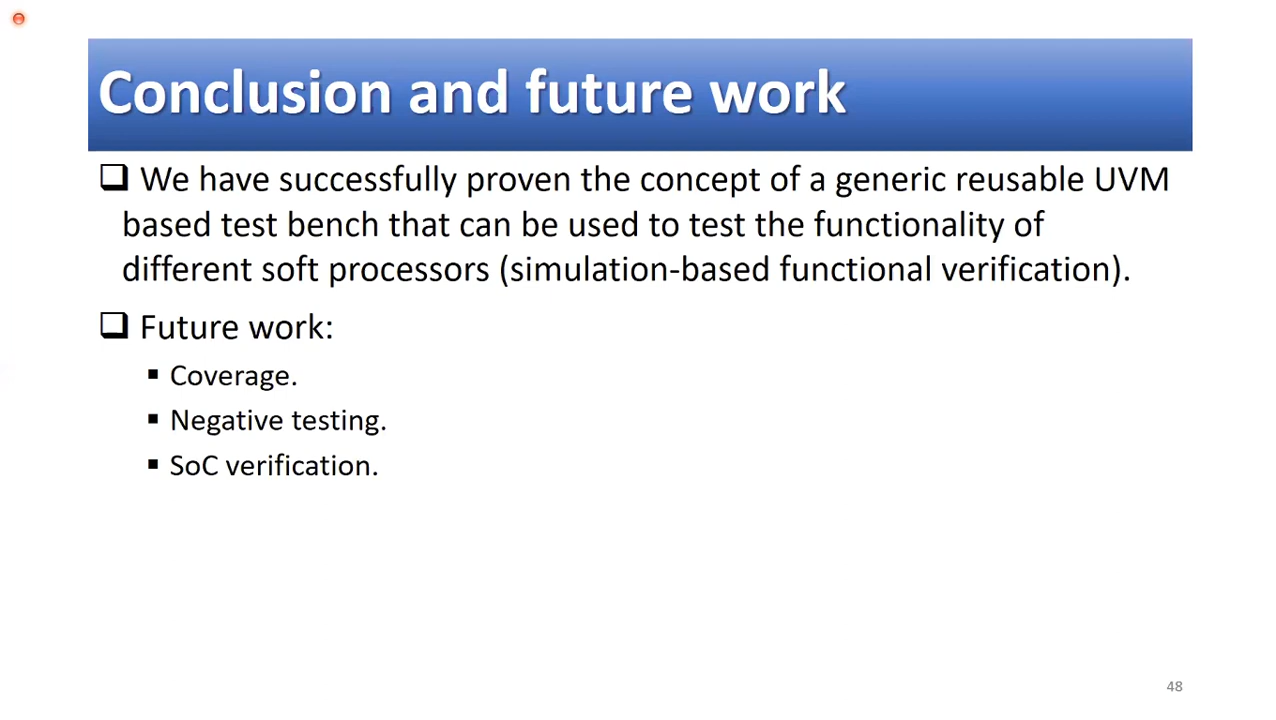 Conclusion and future work
❑ We have successfully proven the concept of a generic reusable UVM
based test bench that can be used to test the functionality of
different soft processors (simulation-based functional verification).
❑ Future work:
▪ Coverage.
▪ Negative testing.
▪ SoC verification.
48